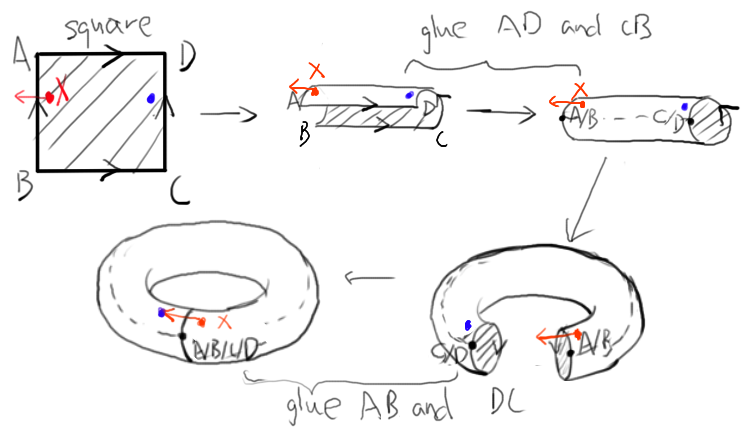 square
glue AD and CB
A
D
X
B
C
X
A
D
B
C
X
A/B
C/D
X
A/B/C/D
C/D
A/B
glue AB and DC